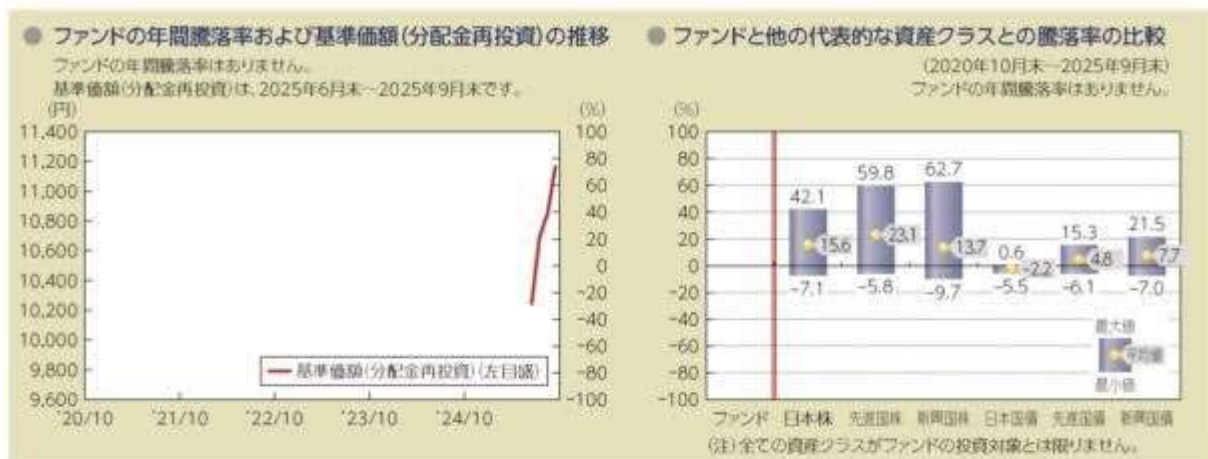 ● ファンドの年間騰落率および基準価額(分配金再投資)の推移
ファンドの年間騰落率はありません。
基準価額(分配金再投資)は、2025年6月末~2025年9月末です。
(円)
(%)
11,400
11,200
11,000
10,800
10,600
10,400
10,200
10,000
9,800
9,600
100
80
60
40
20
0
-20
-40
-60
-80
-100
基準価額(分配金再投資)(左目盛)
'20/10 '21/10 '22/10 '23/10 '24/10
● ファンドと他の代表的な資産クラスとの騰落率の比較
(2020年10月末~2025年9月末)
ファンドの年間騰落率はありません。
(%)
100
80
60
40
20
0
-20
-40
-60
-80
-100
42.1 59.8 62.7 0.6 15.3 21.5
15.6 23.1 13.7 -2.2 4.8 7.7
-7.1 -5.8 -9.7 -5.5 -6.1 -7.0
最大値
平均値
最小値
ファンド 日本株 先進国株 新興国株 日本国債 先進国債 新興国債
(注)全ての資産クラスがファンドの投資対象とは限りません。